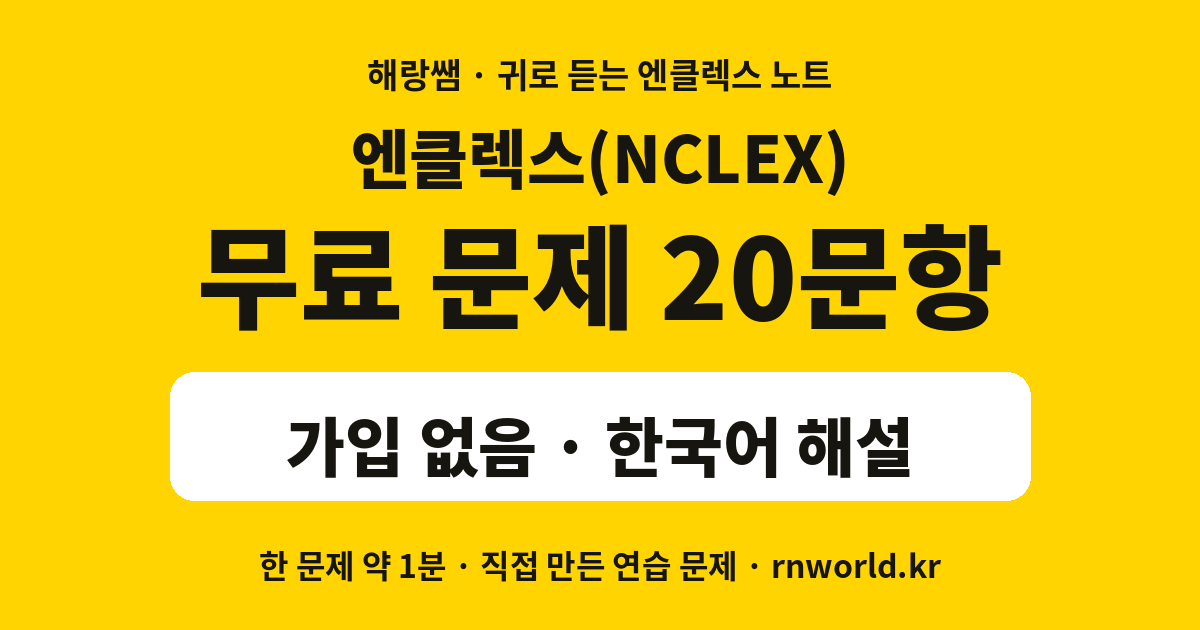 해랑쌤 · 귀로 듣는 엔클렉스 노트
엔클렉스(NCLEX)
무료 문제 20문항
가입 없음 · 한국어 해설
한 문제 약 1분 · 직접 만든 연습 문제 · rnworld.kr